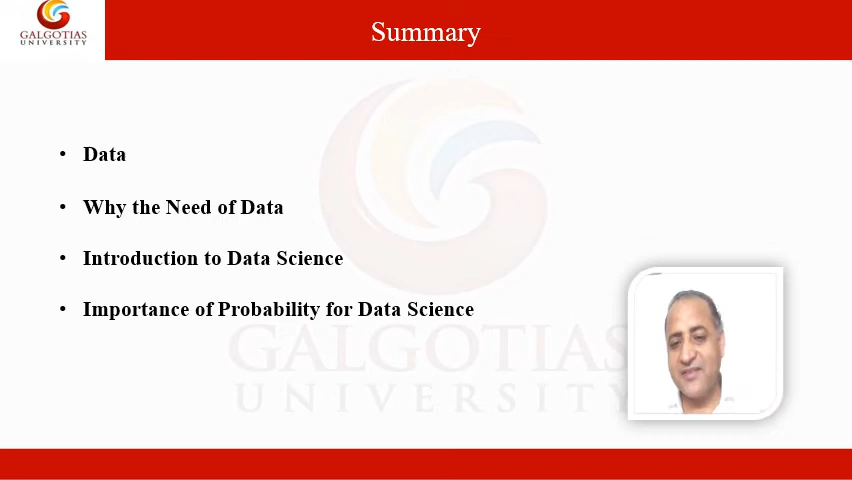 GALGOTIAS
UNIVERSITY
Summary
• Data
• Why the Need of Data
• Introduction to Data Science
• Importance of Probability for Data Science
GALGOTIAS
UNIVERSITY